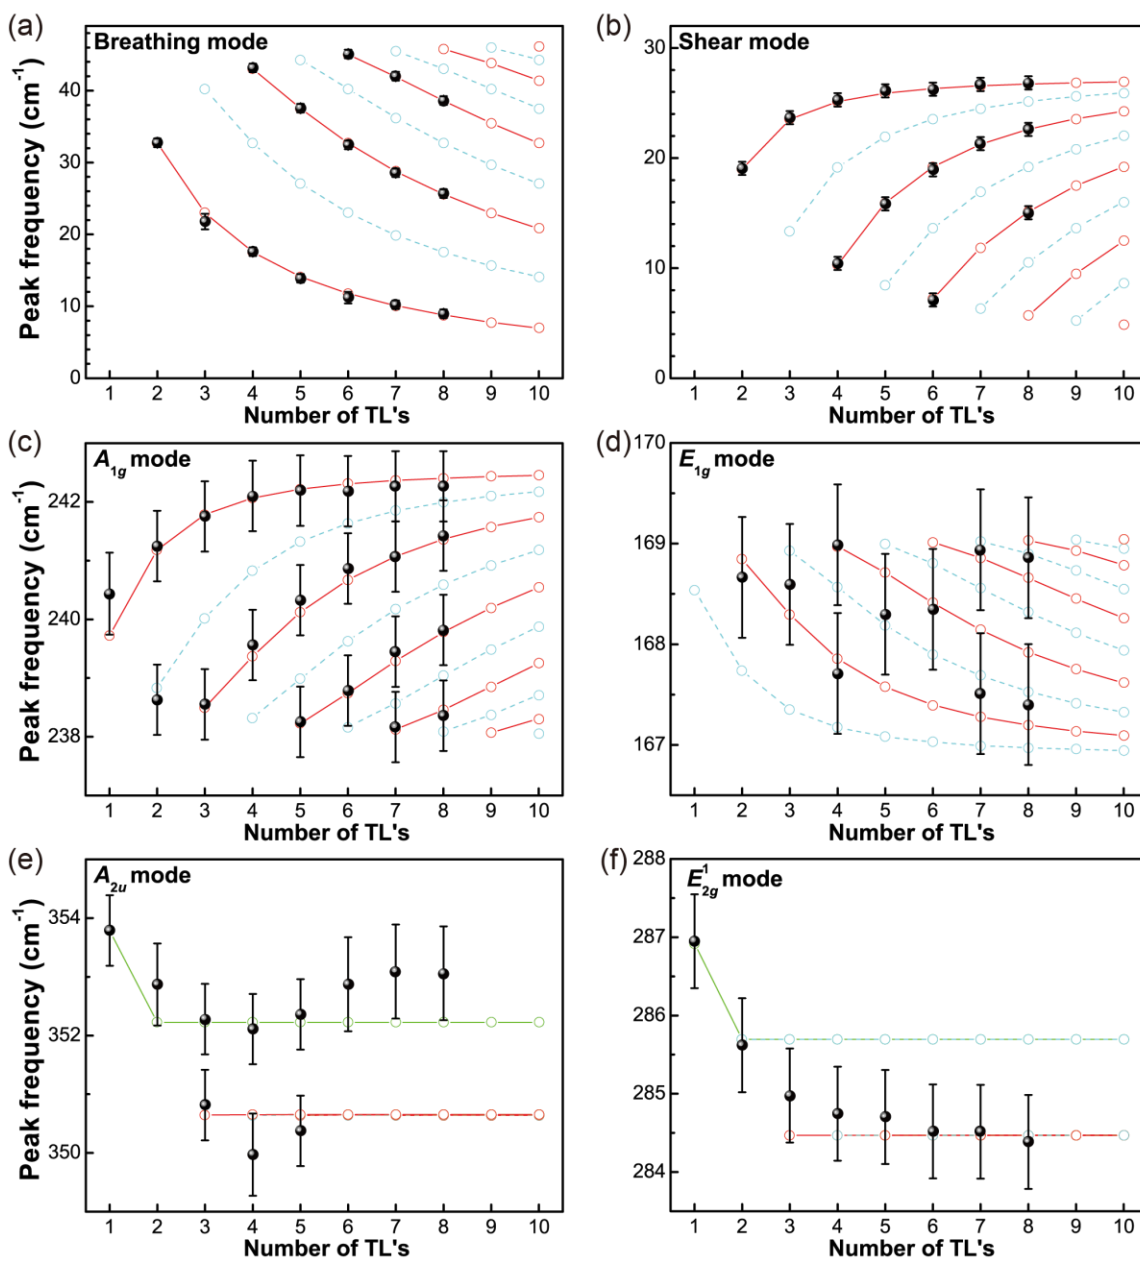 (a)
Breathing mode
Peak frequency (cm⁻¹)
40
30
20
10
0
1 2 3 4 5 6 7 8 9 10
Number of TL's
(b)
Shear mode
30
20
10
0
1 2 3 4 5 6 7 8 9 10
Number of TL's
(c)
A₁g mode
Peak frequency (cm⁻¹)
242
240
238
1 2 3 4 5 6 7 8 9 10
Number of TL's
(d)
E₁g mode
170
169
168
167
1 2 3 4 5 6 7 8 9 10
Number of TL's
(e)
A₂u mode
Peak frequency (cm⁻¹)
354
352
350
1 2 3 4 5 6 7 8 9 10
Number of TL's
(f)
E¹₂g mode
288
287
286
285
284
1 2 3 4 5 6 7 8 9 10
Number of TL's